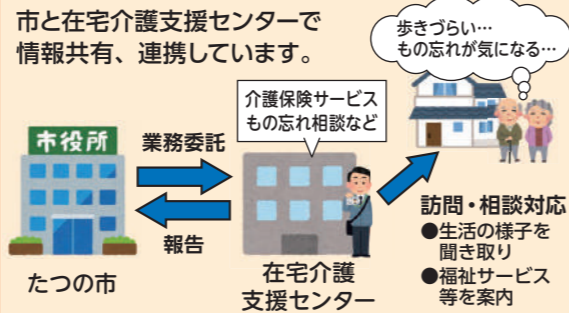 市と在宅介護支援センターで
情報共有、連携しています。
歩きづらい…
もの忘れが気になる…
介護保険サービス
もの忘れ相談など
市役所
業務委託
報告
たつの市
在宅介護
支援センター
訪問・相談対応
●生活の様子を
聞き取り
●福祉サービス
等を案内